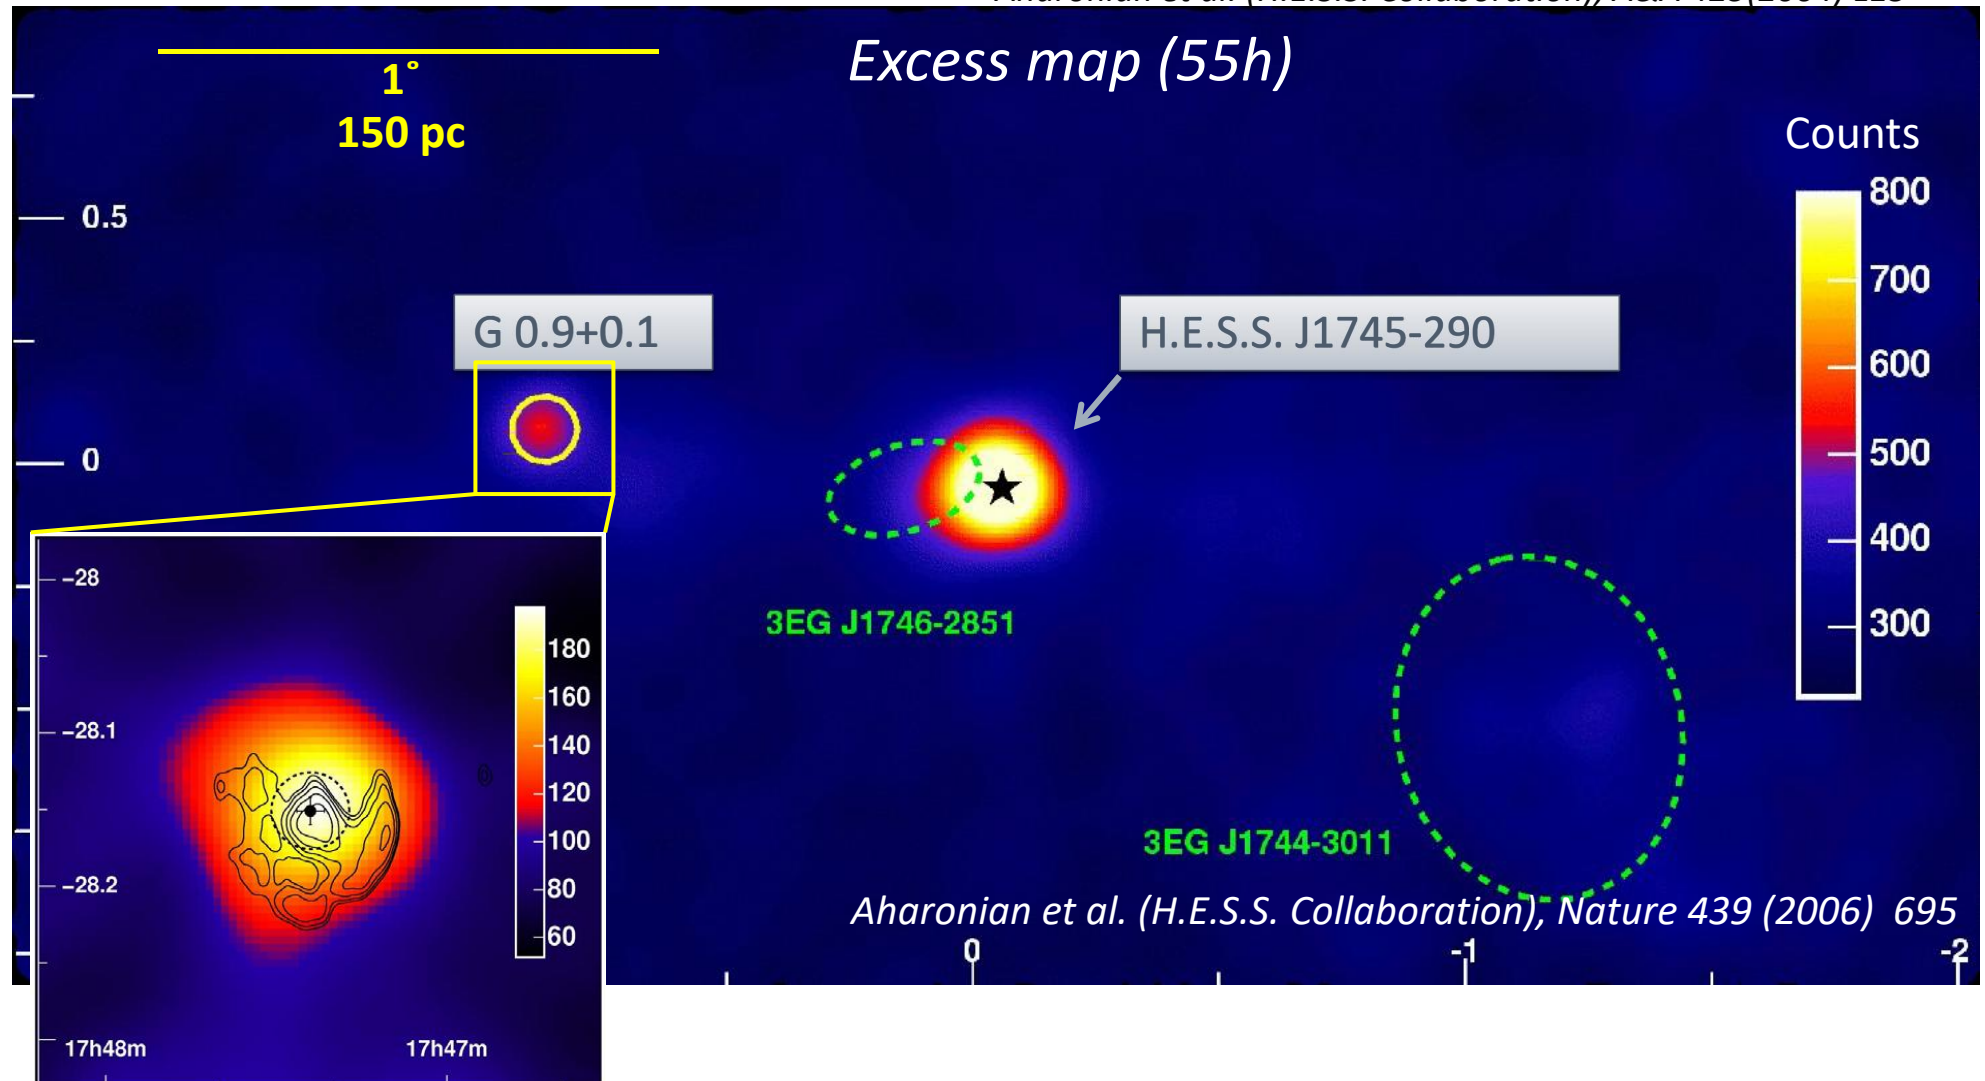 Excess map (55h)
1°
150 pc
Counts
800
700
600
500
400
300
0.5
0
G 0.9+0.1
H.E.S.S. J1745-290
3EG J1746-2851
3EG J1744-3011
Aharonian et al. (H.E.S.S. Collaboration), Nature 439 (2006) 695
0
-1
-2
-28
-28.1
-28.2
180
160
140
120
100
80
60
17h48m
17h47m